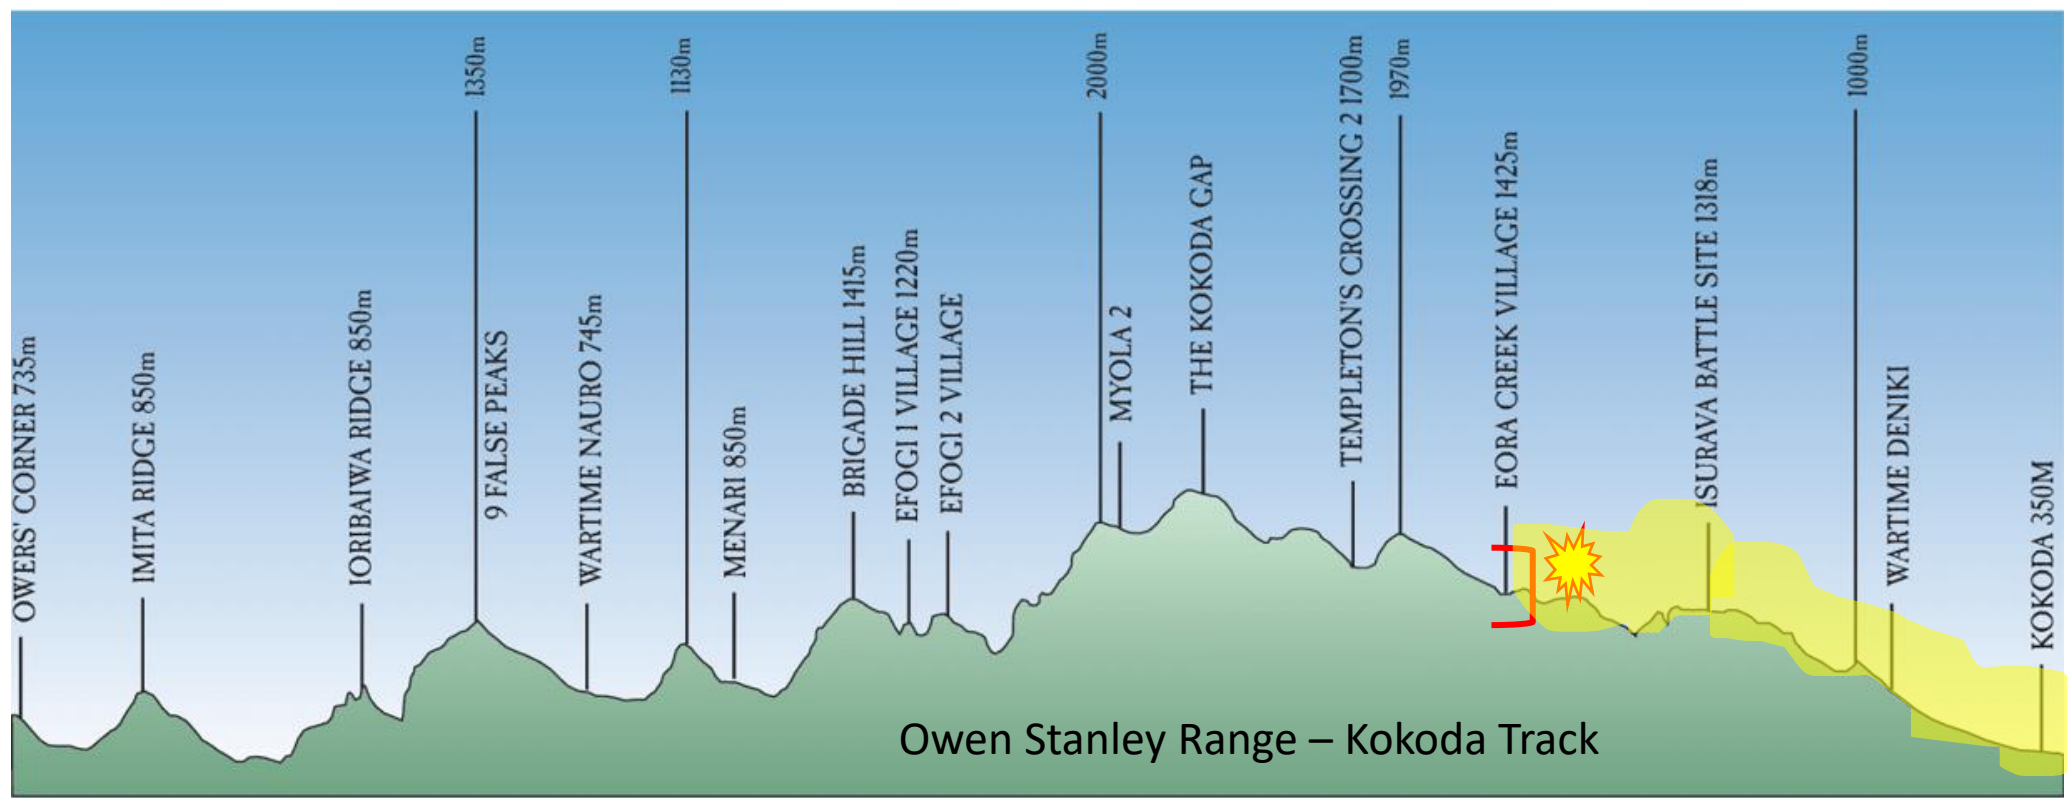 OWERS' CORNER 735m
IMITA RIDGE 850m
IORIBAIWA RIDGE 850m
1350m
9 FALSE PEAKS
WARTIME NAURO 745m
1130m
MENARI 850m
BRIGADE HILL 1415m
EFOGI 1 VILLAGE 1220m
EFOGI 2 VILLAGE
2000m
MYOLA 2
THE KOKODA GAP
TEMPLETON'S CROSSING 2 1700m
1970m
EORA CREEK VILLAGE 1425m
ISURAVA BATTLE SITE 1318m
1000m
WARTIME DENIKI
KOKODA 350M
Owen Stanley Range – Kokoda Track